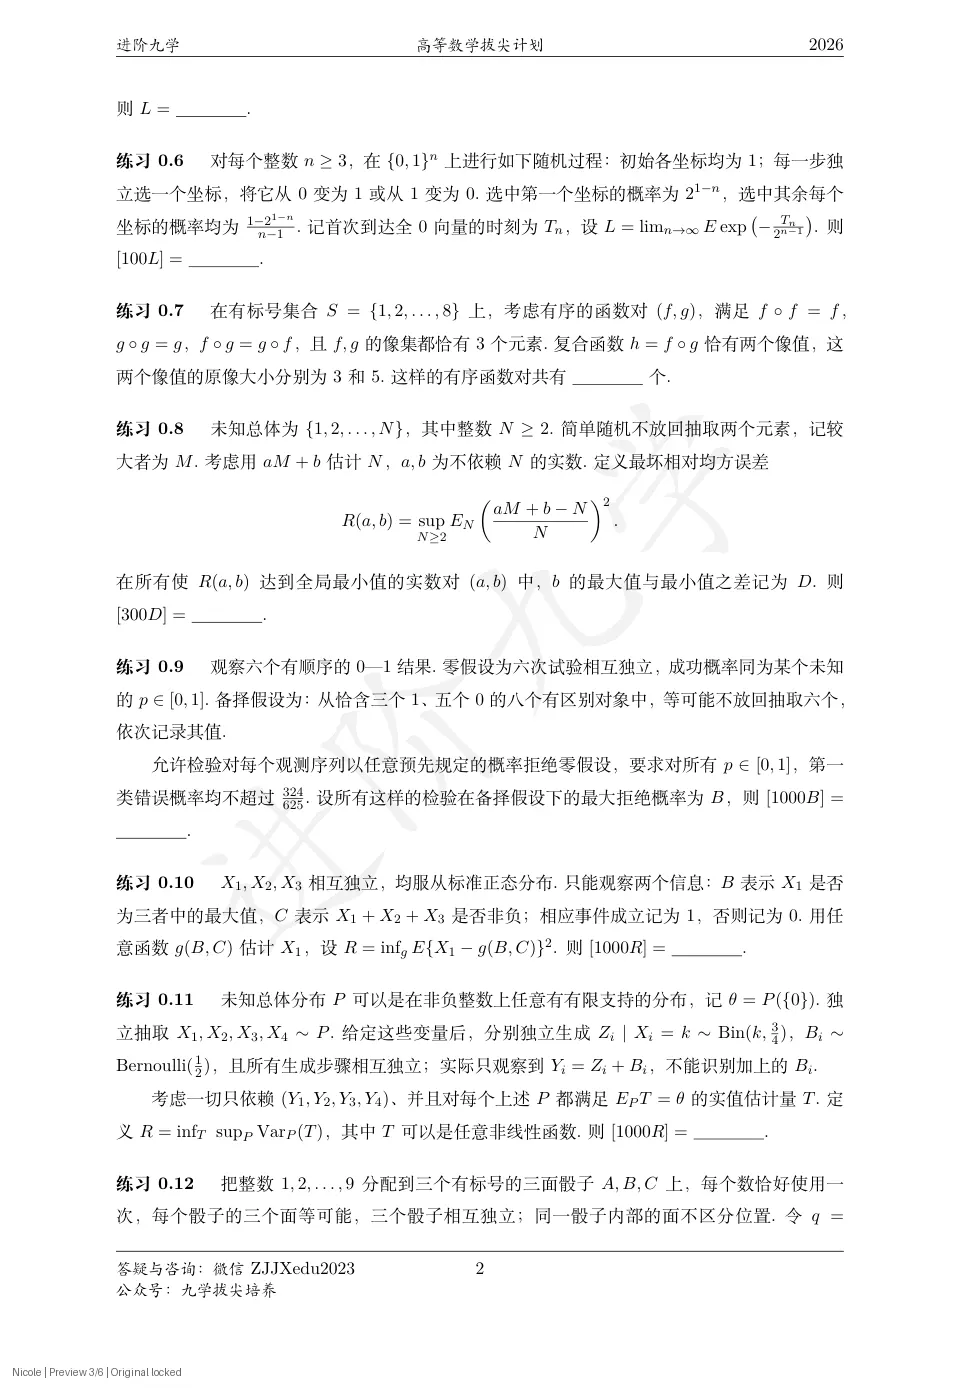 进阶九学 高等数学拔尖计划 2026
则 L = ________.
练习 0.6 对每个整数 n ≥ 3，在 {0, 1}^n 上进行如下随机过程：初始各坐标均为 1；每一步独
立选一个坐标，将它从 0 变为 1 或从 1 变为 0. 选中第一个坐标的概率为 2^{1−n}，选中其余每个
坐标的概率均为 \frac{1−2^{1−n}}{n−1}. 记首次到达全 0 向量的时刻为 T_n，设 L = lim_{n→∞} E exp (−\frac{T_n}{2^{n−1}}). 则
[100L] = ________.
练习 0.7 在有标号集合 S = {1, 2, . . . , 8} 上，考虑有序的函数对 (f, g)，满足 f ∘ f = f,
g ∘ g = g，f ∘ g = g ∘ f，且 f, g 的像集都恰有 3 个元素. 复合函数 h = f ∘ g 恰有两个像值，这
两个像值的原像大小分别为 3 和 5. 这样的有序函数对共有 ________ 个.
练习 0.8 未知总体为 {1, 2, . . . , N}，其中整数 N ≥ 2. 简单随机不放回抽取两个元素，记较
大者为 M. 考虑用 aM + b 估计 N，a, b 为不依赖 N 的实数. 定义最坏相对均方误差
R(a, b) = sup_{N≥2} E_N (\frac{aM + b − N}{N})^2.
在所有使 R(a, b) 达到全局最小值的实数对 (a, b) 中，b 的最大值与最小值之差记为 D. 则
[300D] = ________.
练习 0.9 观察六个有顺序的 0—1 结果. 零假设为六次试验相互独立，成功概率同为某个未知
的 p ∈ [0, 1]. 备择假设为：从恰含三个 1、五个 0 的八个有区别对象中，等可能不放回抽取六个，
依次记录其值.
允许检验对每个观测序列以任意预先规定的概率拒绝零假设，要求对所有 p ∈ [0, 1]，第一
类错误概率均不超过 \frac{324}{625}. 设所有这样的检验在备择假设下的最大拒绝概率为 B，则 [1000B] =
________.
练习 0.10 X_1, X_2, X_3 相互独立，均服从标准正态分布. 只能观察两个信息：B 表示 X_1 是否
为三者中的最大值，C 表示 X_1 + X_2 + X_3 是否非负；相应事件成立记为 1，否则记为 0. 用任
意函数 g(B, C) 估计 X_1，设 R = inf_g E{X_1 − g(B, C)}^2. 则 [1000R] = ________.
练习 0.11 未知总体分布 P 可以是在非负整数上任意有有限支持的分布，记 θ = P({0}). 独
立抽取 X_1, X_2, X_3, X_4 ∼ P. 给定这些变量后，分别独立生成 Z_i | X_i = k ∼ Bin(k, \frac{3}{4})，B_i ∼
Bernoulli(\frac{1}{2})，且所有生成步骤相互独立；实际只观察到 Y_i = Z_i + B_i，不能识别加上的 B_i.
考虑一切只依赖 (Y_1, Y_2, Y_3, Y_4)、并且对每个上述 P 都满足 E_P T = θ 的实值估计量 T. 定
义 R = inf_T sup_P Var_P(T)，其中 T 可以是任意非线性函数. 则 [1000R] = ________.
练习 0.12 把整数 1, 2, . . . , 9 分配到三个有标号的三面骰子 A, B, C 上，每个数恰好使用一
次，每个骰子的三个面等可能，三个骰子相互独立；同一骰子内部的面不区分位置. 令 q =
答疑与咨询：微信 ZJJXedu2023 2
公众号：九学拔尖培养
进阶九学
Nicole | Preview 3/6 | Original locked